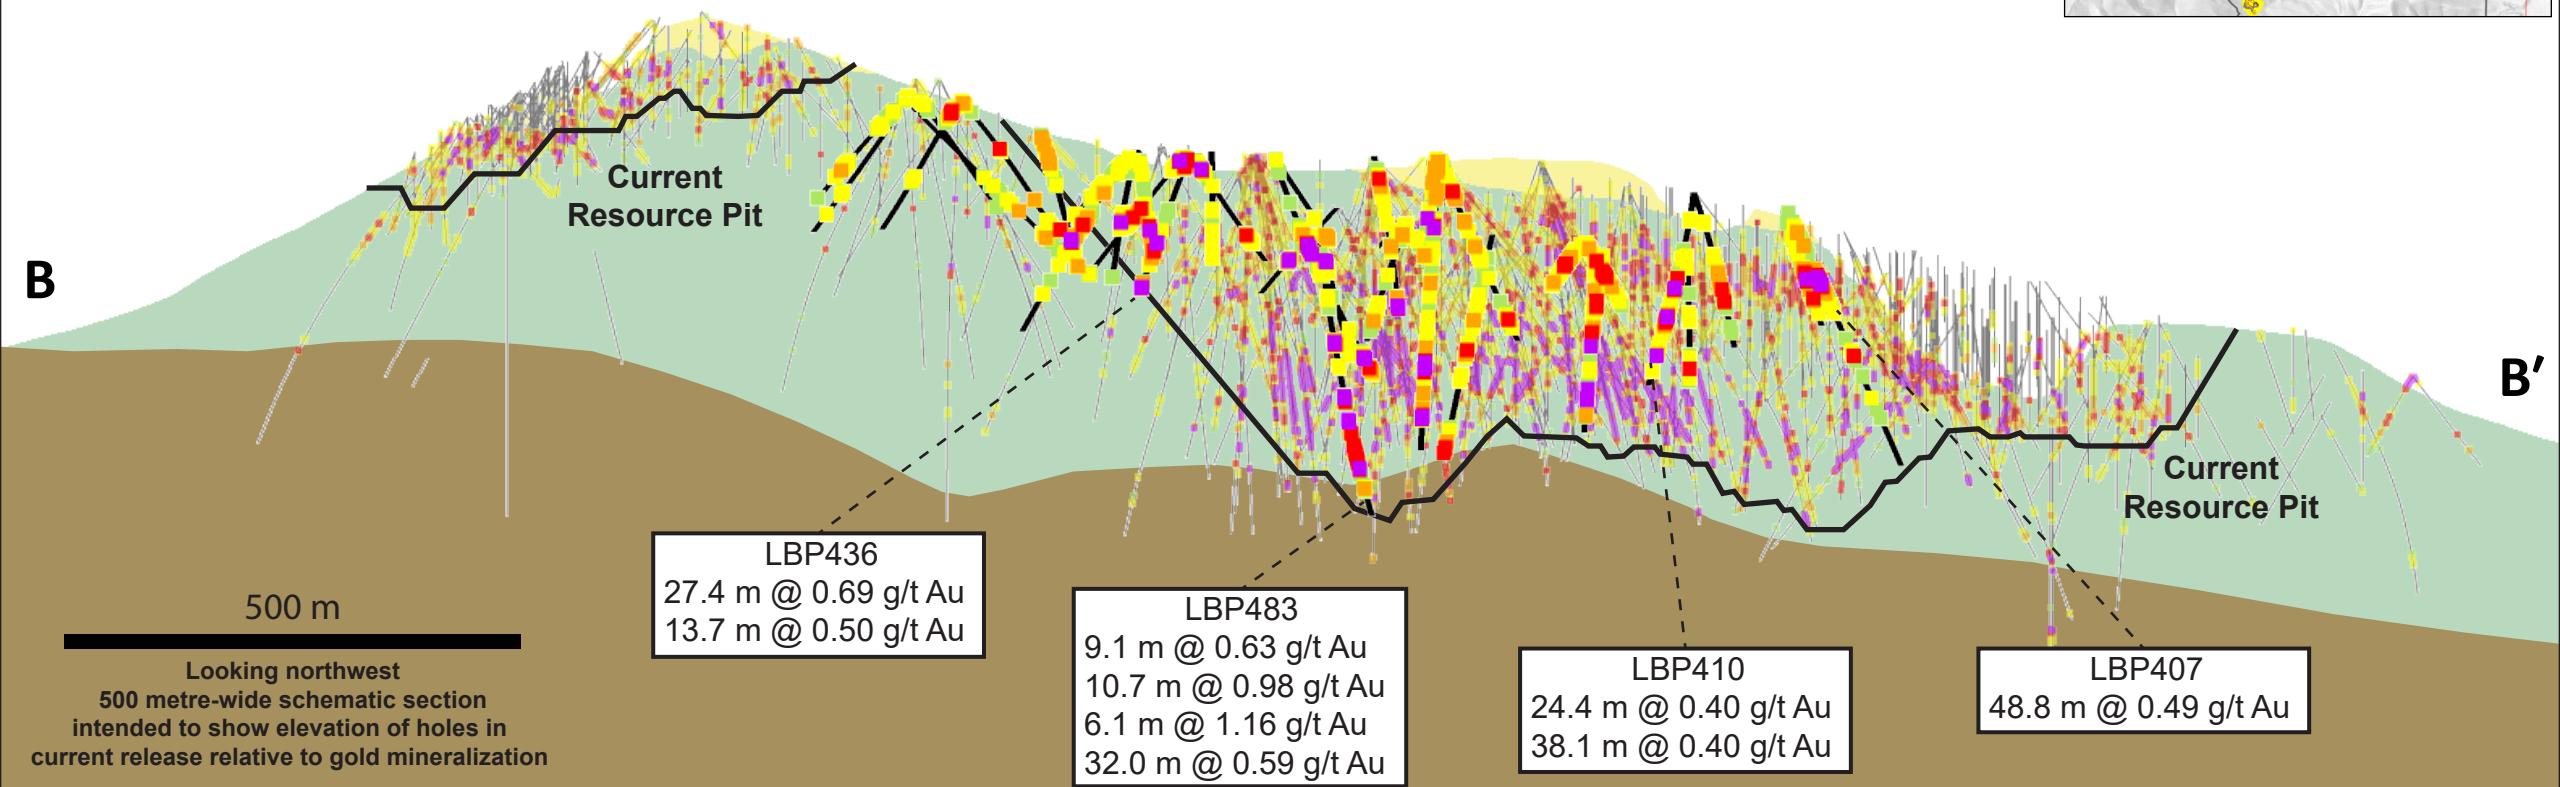 Current
Resource Pit
B
B′
Current
Resource Pit
500 m
Looking northwest
500 metre-wide schematic section
intended to show elevation of holes in
current release relative to gold mineralization
LBP436
27.4 m @ 0.69 g/t Au
13.7 m @ 0.50 g/t Au
LBP483
9.1 m @ 0.63 g/t Au
10.7 m @ 0.98 g/t Au
6.1 m @ 1.16 g/t Au
32.0 m @ 0.59 g/t Au
LBP410
24.4 m @ 0.40 g/t Au
38.1 m @ 0.40 g/t Au
LBP407
48.8 m @ 0.49 g/t Au